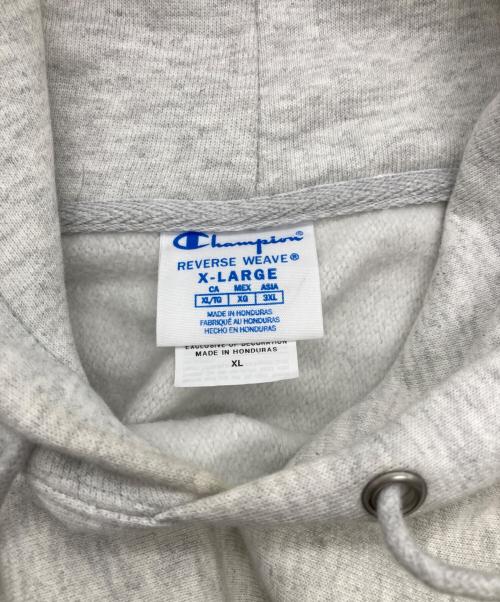 Champion
REVERSE WEAVE®
X-LARGE
CA MEX ASIA
XL/TG XG 3XL
MADE IN HONDURAS
FABRIQUÉ AU HONDURAS
HECHO EN HONDURAS
EXCLUSIVE OF DECORATION
MADE IN HONDURAS
XL